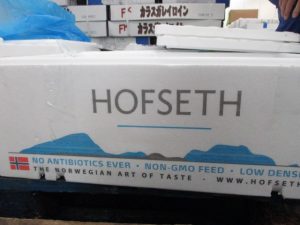 カラスガレイロイン
HOFSETH
NO ANTIBIOTICS EVER • NON-GMO FEED • LOW DENS
THE NORWEGIAN ART OF TASTE • WWW.HOFSE